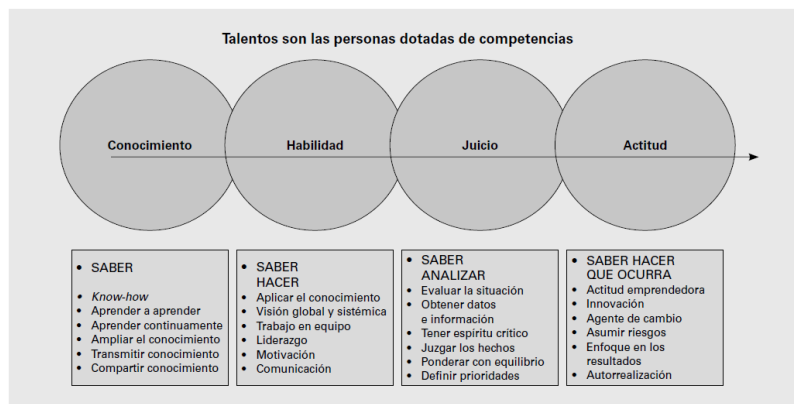 Talentos son las personas dotadas de competencias
Conocimiento
Habilidad
Juicio
Actitud
• SABER
• Know-how
• Aprender a aprender
• Aprender continuamente
• Ampliar el conocimiento
• Transmitir conocimiento
• Compartir conocimiento
• SABER
HACER
• Aplicar el conocimiento
• Visión global y sistémica
• Trabajo en equipo
• Liderazgo
• Motivación
• Comunicación
• SABER
ANALIZAR
• Evaluar la situación
• Obtener datos
e información
• Tener espíritu crítico
• Juzgar los hechos
• Ponderar con equilibrio
• Definir prioridades
• SABER HACER
QUE OCURRA
• Actitud emprendedora
• Innovación
• Agente de cambio
• Asumir riesgos
• Enfoque en los
resultados
• Autorrealización